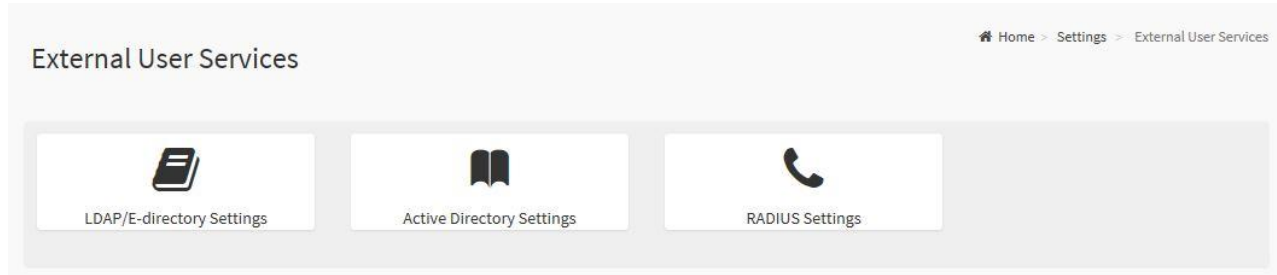 Home > Settings > External User Services
External User Services
LDAP/E-directory Settings
Active Directory Settings
RADIUS Settings